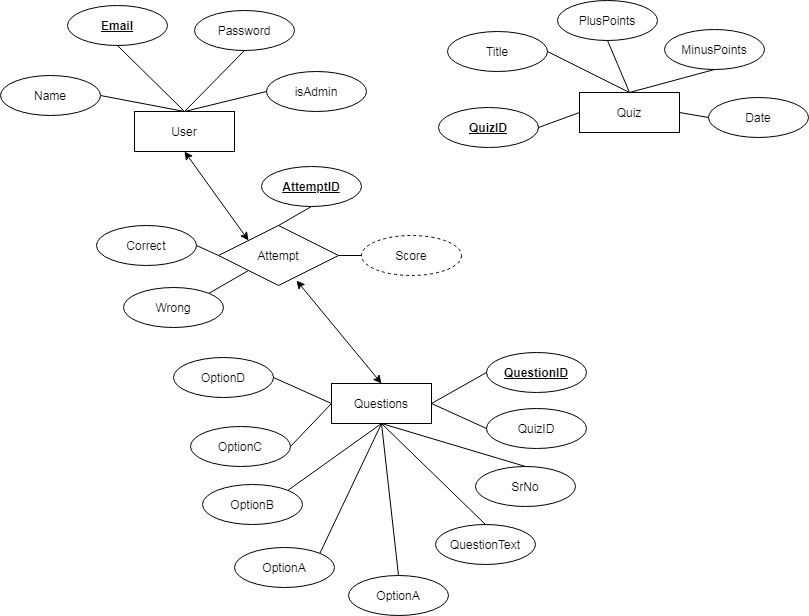 Email
Password
PlusPoints
Title
MinusPoints
Name
isAdmin
User
Quiz
QuizID
Date
AttemptID
Correct
Attempt
Score
Wrong
OptionD
QuestionID
Questions
QuizID
OptionC
SrNo
OptionB
QuestionText
OptionA
OptionA